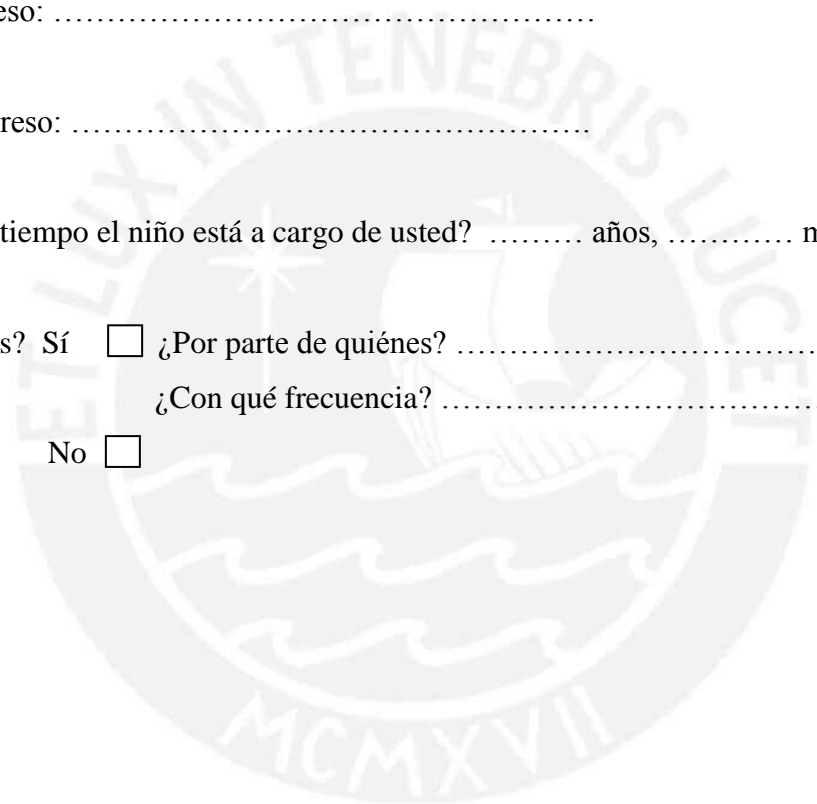 eso: ……………………………………………
reso: ………………………………………….
tiempo el niño está a cargo de usted? ……… años, ………… m
s? Sí ☐ ¿Por parte de quiénes? ……………………………
¿Con qué frecuencia? ………………………………
No ☐
ET LUX IN TENEBRIS LUCET
MCMXVII